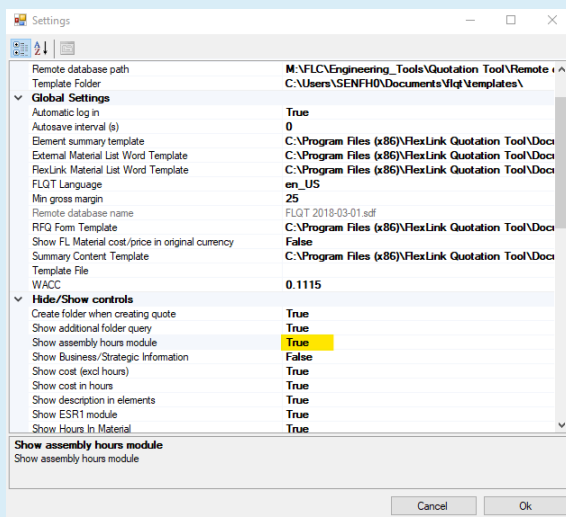 Settings
Remote database path M:\FLC\Engineering_Tools\Quotation Tool\Remote
Template Folder C:\Users\SENFH0\Documents\flqt\templates\
Global Settings
Automatic log in True
Autosave interval (s) 0
Element summary template C:\Program Files (x86)\FlexLink Quotation Tool\Docu
External Material List Word Template C:\Program Files (x86)\FlexLink Quotation Tool\Docu
FlexLink Material List Word Template C:\Program Files (x86)\FlexLink Quotation Tool\Docu
FLQT Language en_US
Min gross margin 25
Remote database name FLQT 2018-03-01.sdf
RFQ Form Template C:\Program Files (x86)\FlexLink Quotation Tool\Docu
Show FL Material cost/price in original currency False
Summary Content Template C:\Program Files (x86)\FlexLink Quotation Tool\Docu
Template File
WACC 0.1115
Hide/Show controls
Create folder when creating quote True
Show additional folder query True
Show assembly hours module True
Show Business/Strategic Information False
Show cost (excl hours) True
Show cost in hours True
Show description in elements True
Show ESR1 module True
Show Hours In Material True
Show assembly hours module
Show assembly hours module
Cancel Ok